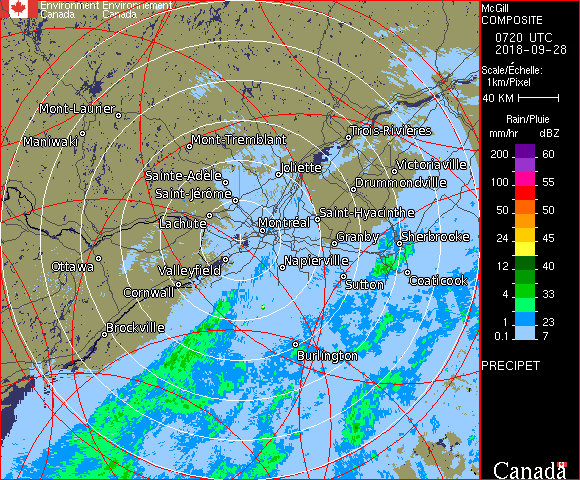 Environment Environnement
Canada Canada
Mont-Laurier
Maniwaki
Mont-Tremblant
Trois-Rivières
Joliette
Victoriaville
Sainte-Adèle
Drummondville
Saint-Jérôme
Lachute
Saint-Hyacinthe
Montréal
Granby
Sherbrooke
Ottawa
Valleyfield
Napierville
Coaticook
Cornwall
Sutton
Brockville
Burlington
McGill
COMPOSITE
0720 UTC
2018-09-28
Scale/Échelle:
1km/Pixel
40 KM
Rain/Pluie
mm/hr dBZ
200 60
100 55
50 50
24 45
12 40
4 33
1 23
0.1 7
PRECIPET
Canada